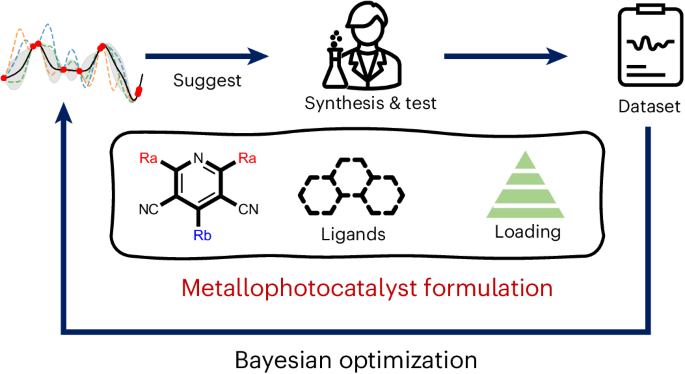 Suggest
Synthesis & test
Dataset
Ra N Ra
NC CN
Rb
Ligands
Loading
Metallophotocatalyst formulation
Bayesian optimization